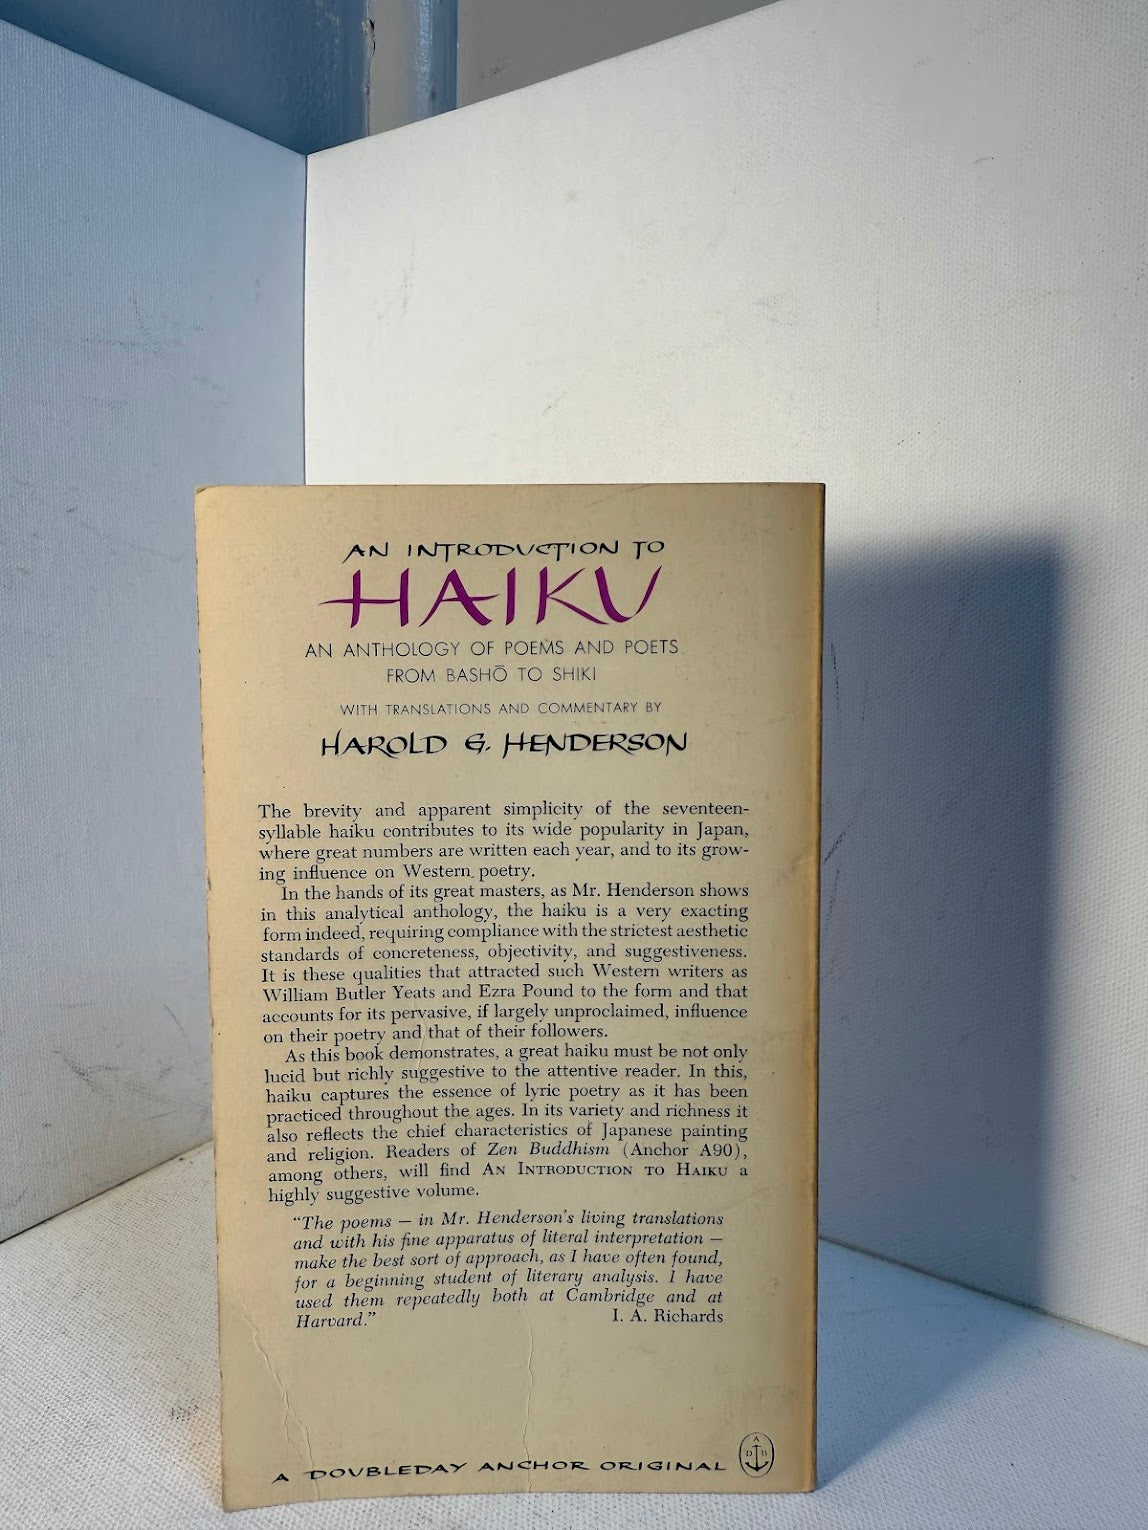 AN INTRODUCTION TO
HAIKU
AN ANTHOLOGY OF POEMS AND POETS
FROM BASHŌ TO SHIKI
WITH TRANSLATIONS AND COMMENTARY BY
HAROLD G. HENDERSON
The brevity and apparent simplicity of the seventeen-
syllable haiku contributes to its wide popularity in Japan,
where great numbers are written each year, and to its grow-
ing influence on Western poetry.
In the hands of its great masters, as Mr. Henderson shows
in this analytical anthology, the haiku is a very exacting
form indeed, requiring compliance with the strictest aesthetic
standards of concreteness, objectivity, and suggestiveness.
It is these qualities that attracted such Western writers as
William Butler Yeats and Ezra Pound to the form and that
accounts for its pervasive, if largely unproclaimed, influence
on their poetry and that of their followers.
As this book demonstrates, a great haiku must be not only
lucid but richly suggestive to the attentive reader. In this,
haiku captures the essence of lyric poetry as it has been
practiced throughout the ages. In its variety and richness it
also reflects the chief characteristics of Japanese painting
and religion. Readers of Zen Buddhism (Anchor A90),
among others, will find AN INTRODUCTION TO HAIKU a
highly suggestive volume.
"The poems — in Mr. Henderson's living translations
and with his fine apparatus of literal interpretation —
make the best sort of approach, as I have often found,
for a beginning student of literary analysis. I have
used them repeatedly both at Cambridge and at
Harvard." I. A. Richards
A DOUBLEDAY ANCHOR ORIGINAL
A
D B